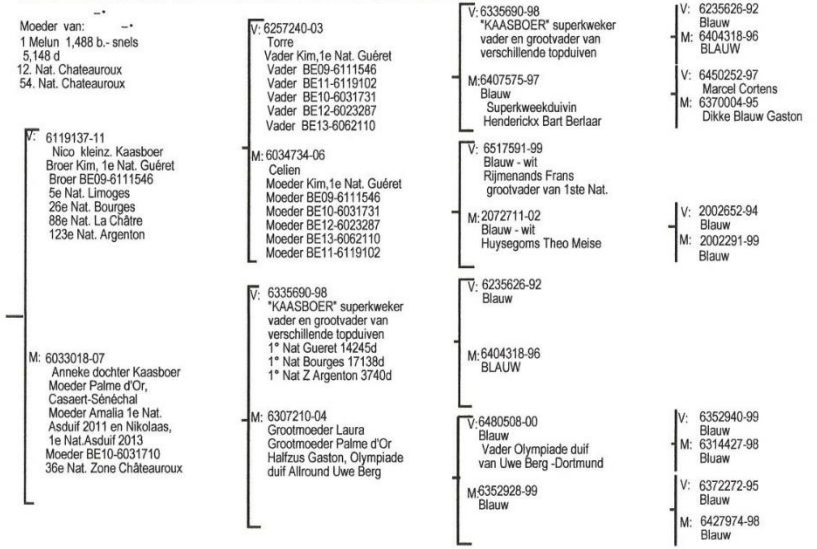 Moeder van:
1 Melun 1,488 b.- snels
5,148 d
12. Nat. Chateauroux
54. Nat. Chateauroux
V: 6119137-11
Nico kleinz. Kaasboer
Broer Kim, 1e Nat. Guéret
Broer BE09-6111546
5e Nat. Limoges
26e Nat. Bourges
88e Nat. La Châtre
123e Nat. Argenton
M: 6033018-07
Anneke dochter Kaasboer
Moeder Palme d'Or,
Casaert-Sénéchal
Moeder Amalia 1e Nat.
Asduif 2011 en Nikolaas,
1e Nat.Asduif 2013
Moeder BE10-6031710
36e Nat. Zone Châteauroux
V: 6257240-03
Torre
Vader Kim,1e Nat. Guéret
Vader BE09-6111546
Vader BE11-6119102
Vader BE10-6031731
Vader BE12-6023287
Vader BE13-6062110
M: 6034734-06
Celien
Moeder Kim,1e Nat. Guéret
Moeder BE09-6111546
Moeder BE10-6031731
Moeder BE12-6023287
Moeder BE13-6062110
Moeder BE11-6119102
V: 6335690-98
"KAASBOER" superkweker
vader en grootvader van
verschillende topduiven
1° Nat Gueret 14245d
1° Nat Bourges 17138d
1° Nat Z Argenton 3740d
M: 6307210-04
Grootmoeder Laura
Grootmoeder Palme d'Or
Halfzus Gaston, Olympiade
duif Allround Uwe Berg
V: 6335690-98
"KAASBOER" superkweker
vader en grootvader van
verschillende topduiven
M:6407575-97
Blauw
Superkweekduivin
Henderickx Bart Berlaar
V: 6517591-99
Blauw - wit
Rijmenands Frans
grootvader van 1ste Nat.
M:2072711-02
Blauw - wit
Huysegoms Theo Meise
V: 6235626-92
Blauw
M:6404318-96
BLAUW
V:6480508-00
Blauw
Vader Olympiade duif
van Uwe Berg -Dortmund
M:6352928-99
Blauw
V: 6235626-92
Blauw
M: 6404318-96
BLAUW
V: 6450252-97
Marcel Cortens
M: 6370004-95
Dikke Blauw Gaston
V: 2002652-94
Blauw
M: 2002291-99
Blauw
V: 6352940-99
Blauw
M: 6314427-98
Bluaw
V: 6372272-95
Blauw
M: 6427974-98
Blauw